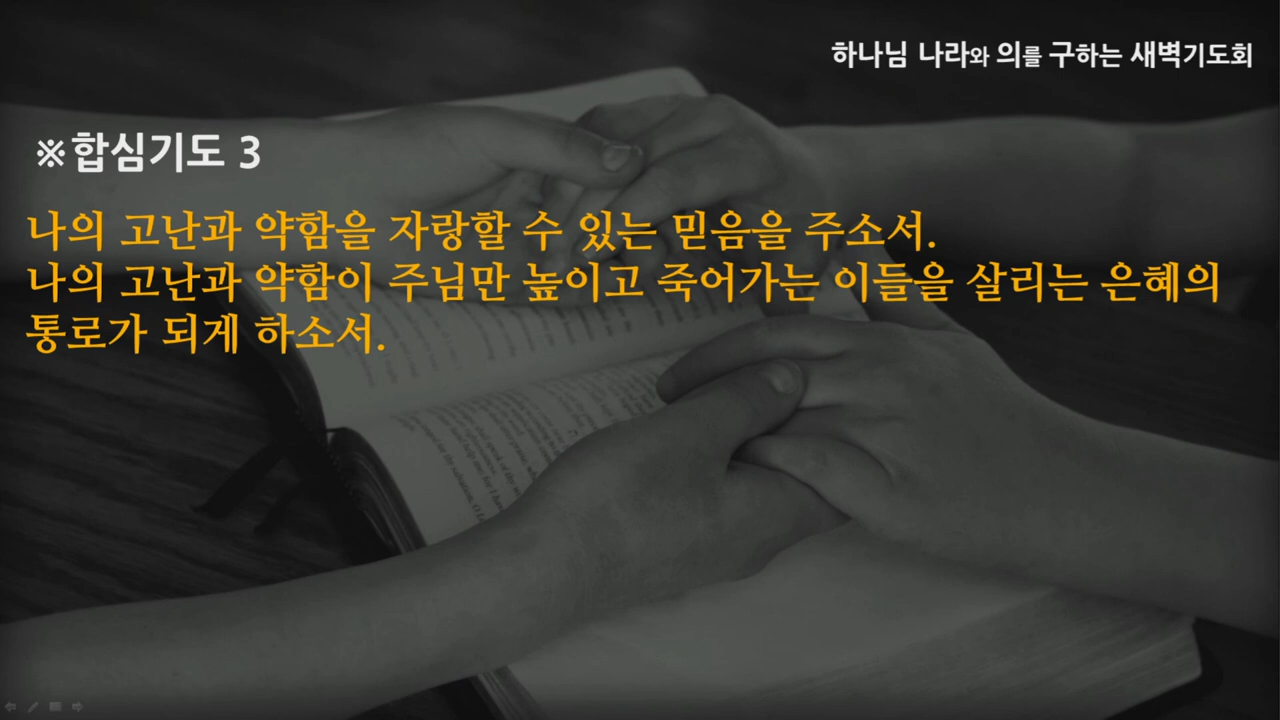 하나님 나라와 의를 구하는 새벽기도회
※합심기도 3
나의 고난과 약함을 자랑할 수 있는 믿음을 주소서.
나의 고난과 약함이 주님만 높이고 죽어가는 이들을 살리는 은혜의
통로가 되게 하소서.